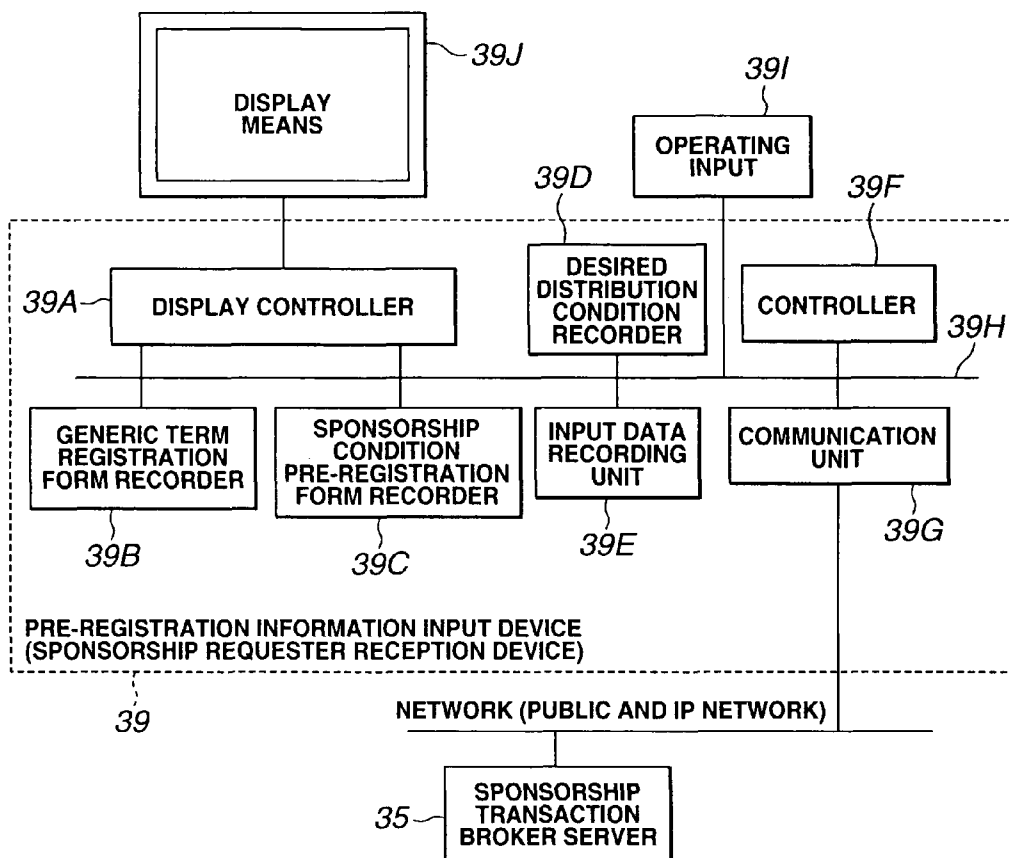 39J
DISPLAY
MEANS
39I
OPERATING
INPUT
39D
39F
DESIRED
DISTRIBUTION
CONDITION
RECORDER
39A
DISPLAY CONTROLLER
CONTROLLER
39H
GENERIC TERM
REGISTRATION
FORM RECORDER
SPONSORSHIP
CONDITION
PRE-REGISTRATION
FORM RECORDER
INPUT DATA
RECORDING
UNIT
COMMUNICATION
UNIT
39B
39C
39E
39G
PRE-REGISTRATION INFORMATION INPUT DEVICE
(SPONSORSHIP REQUESTER RECEPTION DEVICE)
39
NETWORK (PUBLIC AND IP NETWORK)
35
SPONSORSHIP
TRANSACTION
BROKER SERVER